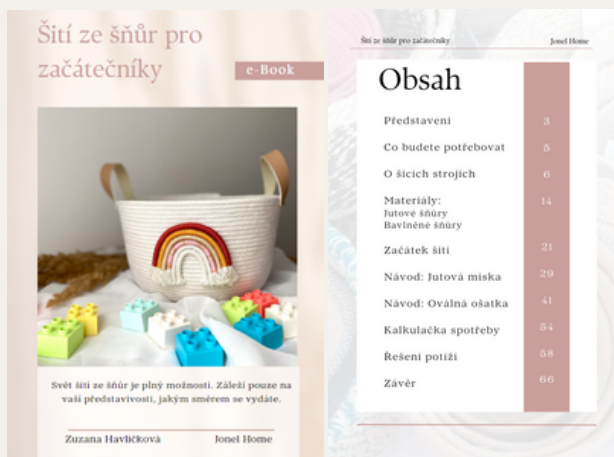 Šití ze šňůr pro
začátečníky
e-Book
Svět šití ze šňůr je plný možností. Záleží pouze na
vaší představivosti, jakým směrem se vydáte.
Zuzana Havlíčková Jonel Home
Šití ze šňůr pro začátečníky Jonel Home
Obsah
Představení 3
Co budete potřebovat 5
O šicích strojích 6
Materiály: 14
Jutové šňůry
Bavlněné šňůry
Začátek šití 21
Návod: Jutová miska 29
Návod: Oválná ošatka 41
Kalkulačka spotřeby 54
Řešení potíží 58
Závěr 66